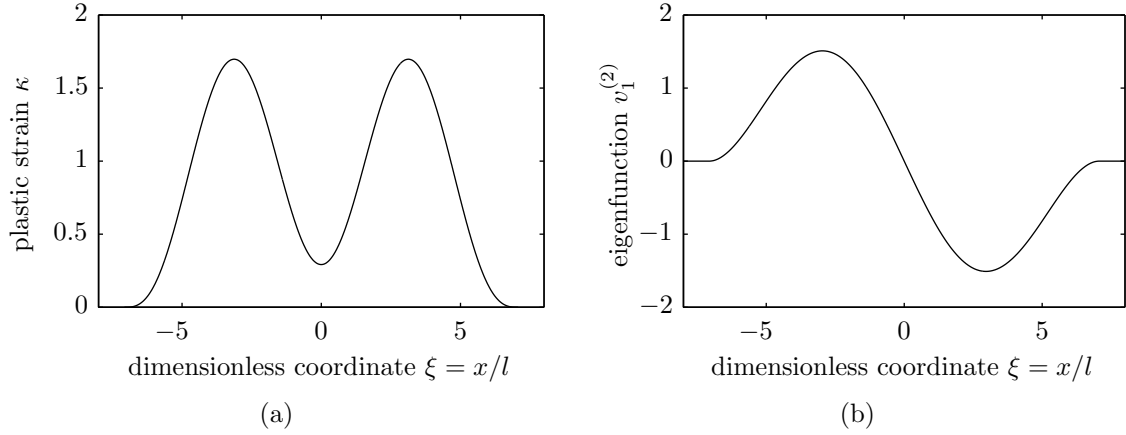 2
1.5
1
0.5
0
−5
0
5
plastic strain κ
dimensionless coordinate ξ = x/l
(a)
2
1
0
−1
−2
−5
0
5
eigenfunction v₁⁽²⁾
dimensionless coordinate ξ = x/l
(b)